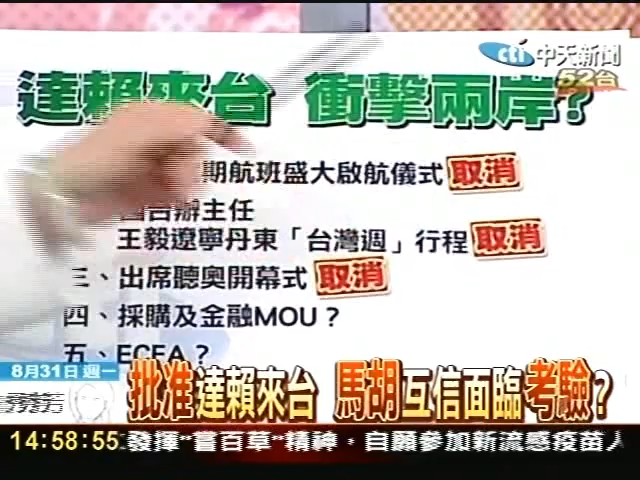 cti 中天新聞
52台
達賴來台 衝擊兩岸?
期航班盛大啟航儀式 取消
國台辦主任
王毅遼寧丹東「台灣週」行程 取消
三、出席聽奧開幕式 取消
四、採購及金融MOU?
五、ECFA?
8月31日 週一
批准達賴來台 馬胡互信面臨考驗?
14:58:55 發揮"嘗百草"精神,自願參加新流感疫苗人